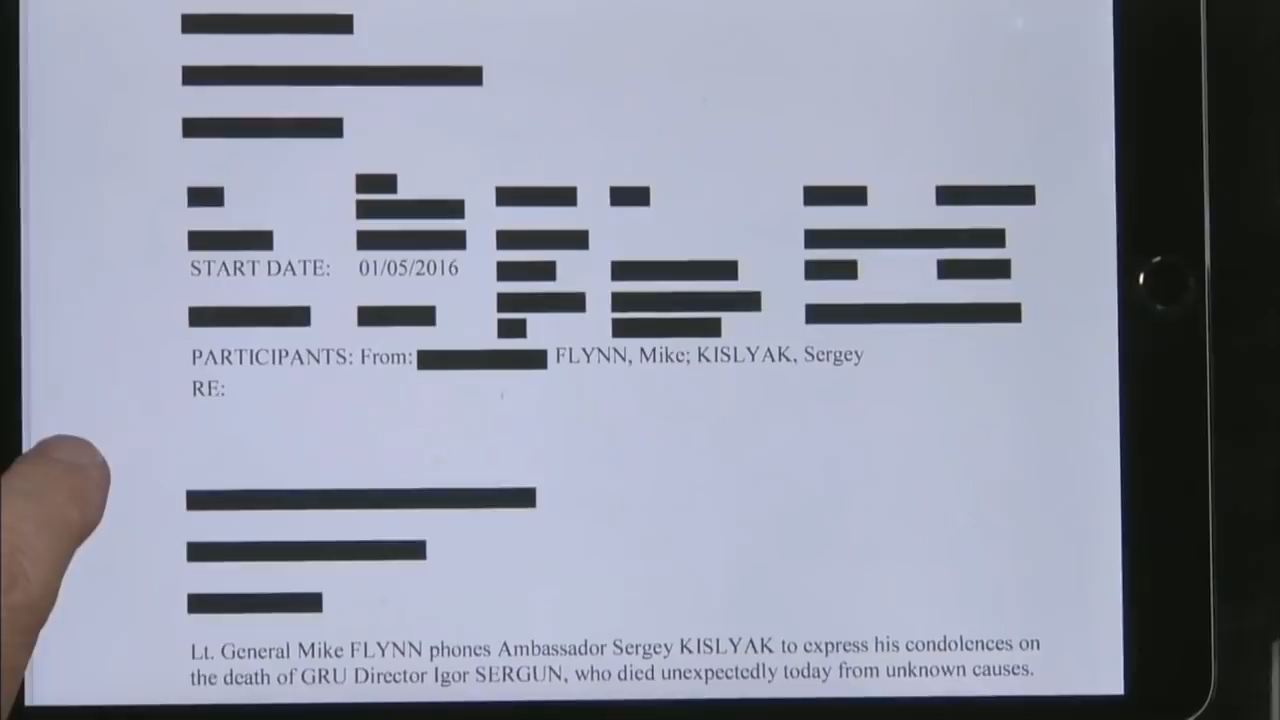 START DATE: 01/05/2016
PARTICIPANTS: From: FLYNN, Mike; KISLYAK, Sergey
RE:
Lt. General Mike FLYNN phones Ambassador Sergey KISLYAK to express his condolences on
the death of GRU Director Igor SERGUN, who died unexpectedly today from unknown causes.